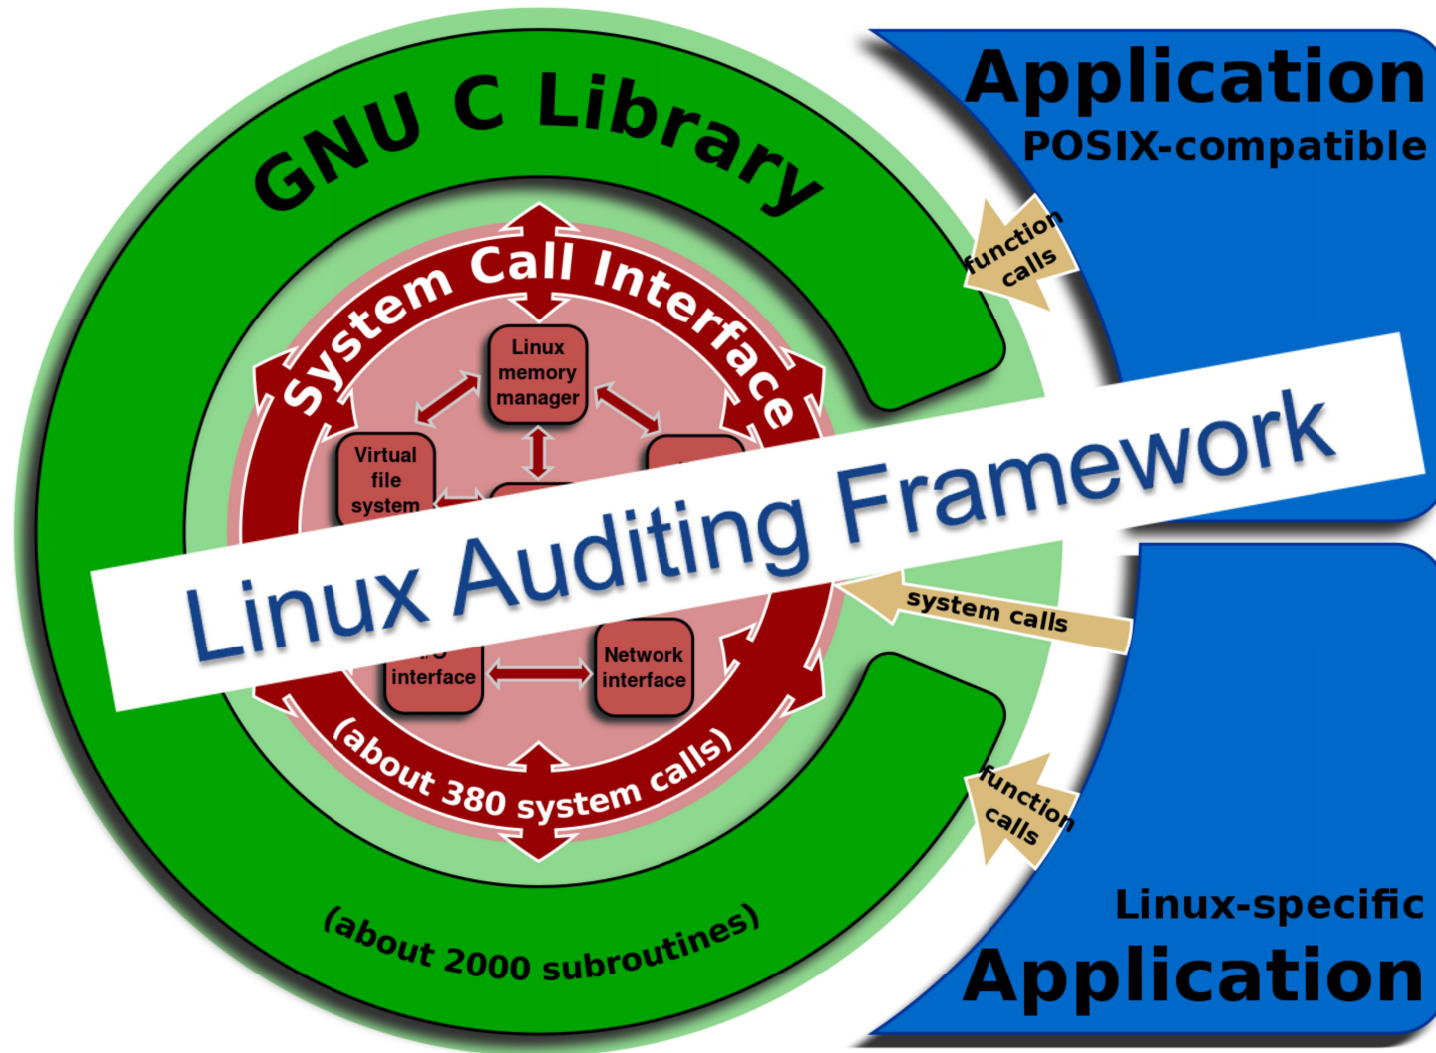 GNU C Library
Application
POSIX-compatible
function
calls
System Call Interface
Linux
memory
manager
Virtual
file
system
Linux Auditing Framework
system calls
interface
Network
interface
(about 380 system calls)
function
calls
(about 2000 subroutines)
Linux-specific
Application